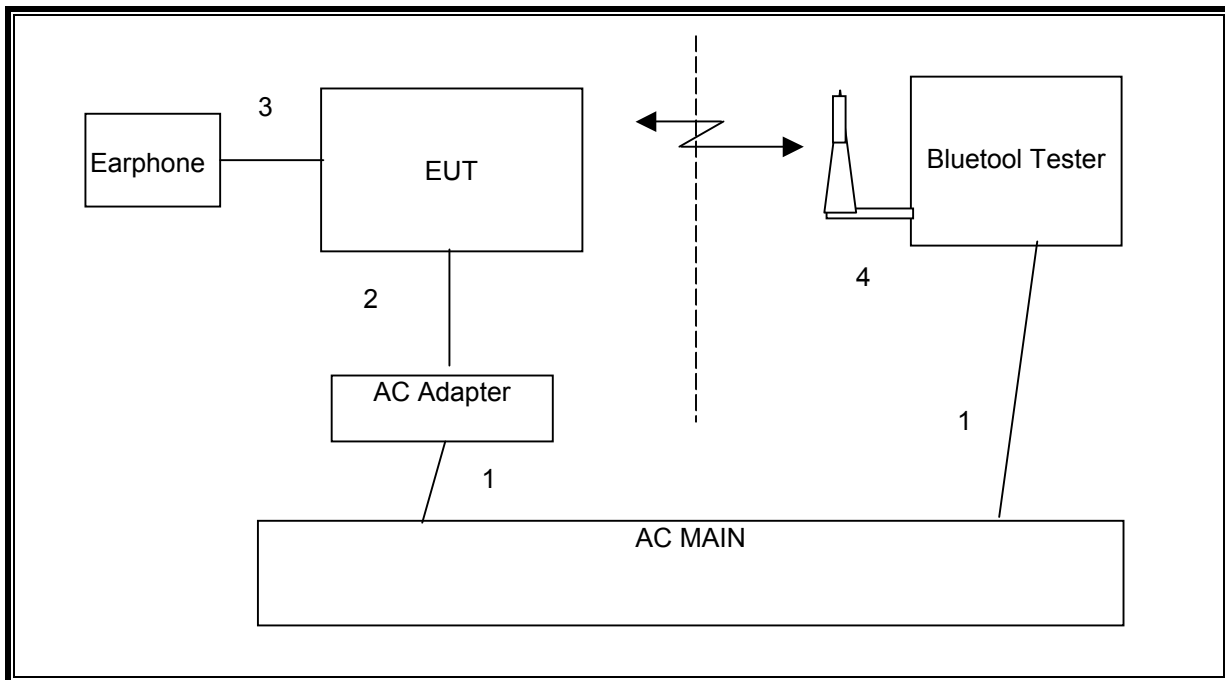 3
Earphone
EUT
Bluetool Tester
2
4
AC Adapter
1
1
AC MAIN